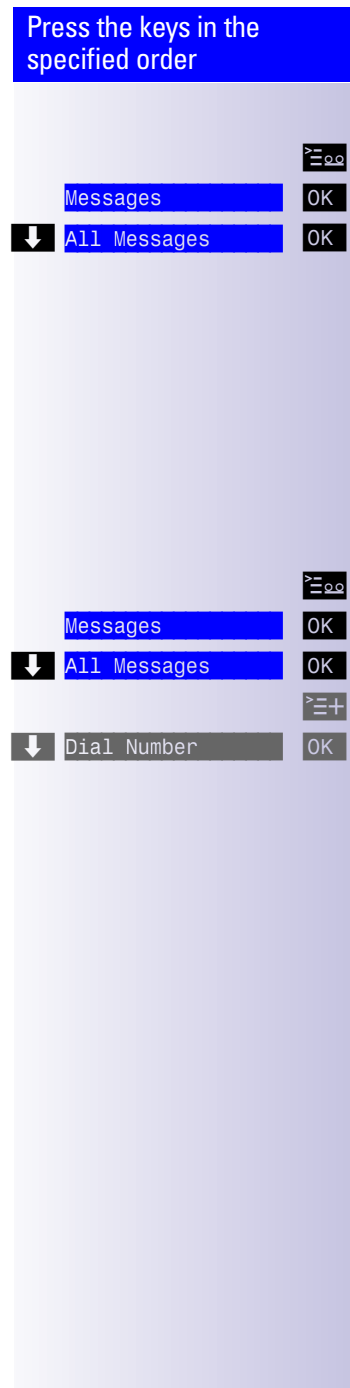 Press the keys in the
specified order
Messages OK
All Messages OK
Messages OK
All Messages OK
Dial Number OK